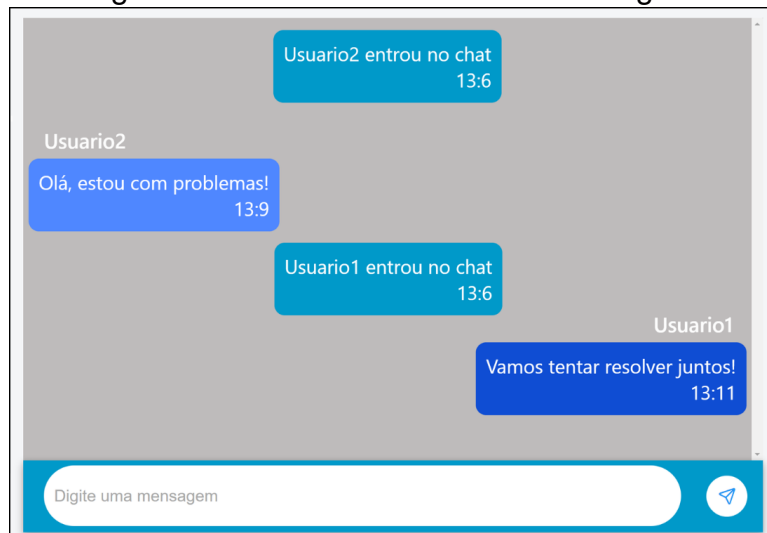 Usuario2 entrou no chat
13:6
Usuario2
Olá, estou com problemas!
13:9
Usuario1 entrou no chat
13:6
Usuario1
Vamos tentar resolver juntos!
13:11
Digite uma mensagem